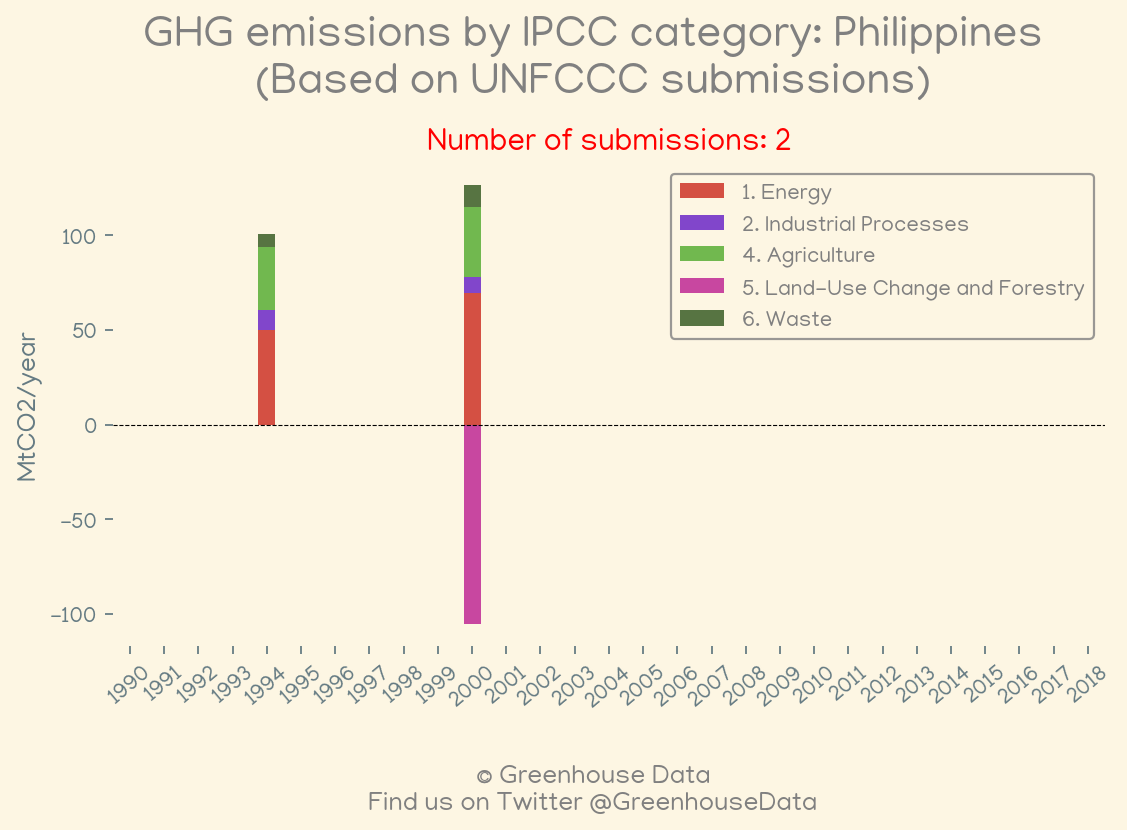 GHG emissions by IPCC category: Philippines
(Based on UNFCCC submissions)
Number of submissions: 2
1. Energy
2. Industrial Processes
4. Agriculture
5. Land-Use Change and Forestry
6. Waste
MtCO2/year
100
50
0
−50
−100
1990 1991 1992 1993 1994 1995 1996 1997 1998 1999 2000 2001 2002 2003 2004 2005 2006 2007 2008 2009 2010 2011 2012 2013 2014 2015 2016 2017 2018
© Greenhouse Data
Find us on Twitter @GreenhouseData